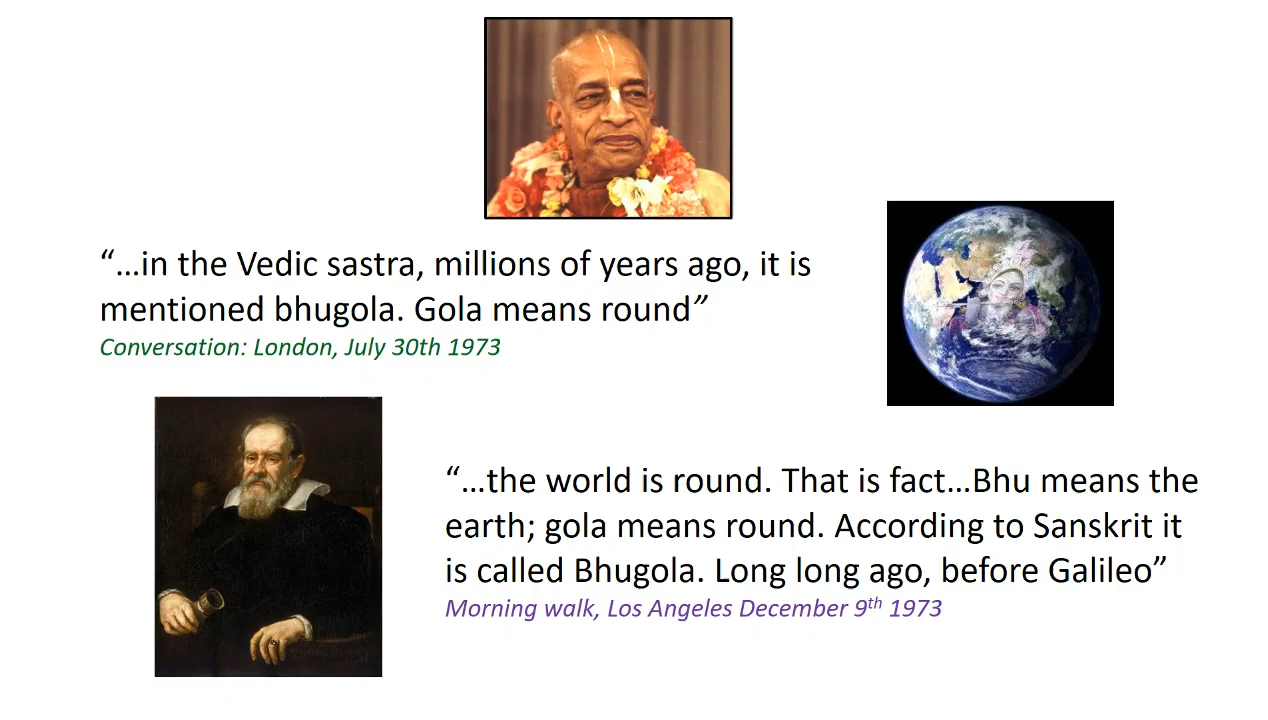 “...in the Vedic sastra, millions of years ago, it is
mentioned bhugola. Gola means round”
Conversation: London, July 30th 1973
“...the world is round. That is fact...Bhu means the
earth; gola means round. According to Sanskrit it
is called Bhugola. Long long ago, before Galileo”
Morning walk, Los Angeles December 9th 1973